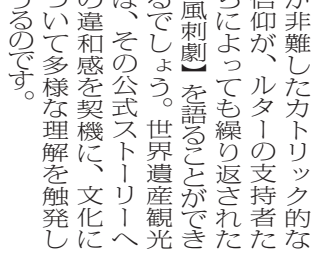 が非難したカトリック的な
信仰が、ルターの支持者た
ちによっても繰り返された
風刺劇】を語ることができ
るでしょう。世界遺産観光
は、その公式ストーリーへ
の違和感を契機に、文化に
ついて多様な理解を触発し
うるのです。